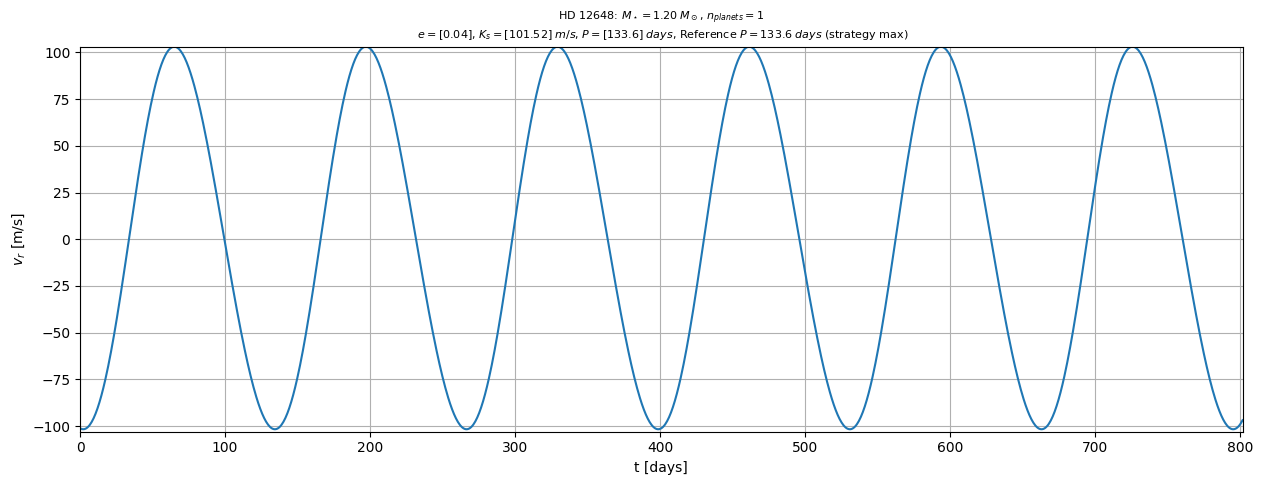 HD 12648: M⋆ = 1.20 M⊙, n_planets = 1
e = [0.04], Ks = [101.52] m/s, P = [133.6] days, Reference P = 133.6 days (strategy max)
100
75
50
25
0
−25
−50
−75
−100
v_r [m/s]
0 100 200 300 400 500 600 700 800
t [days]